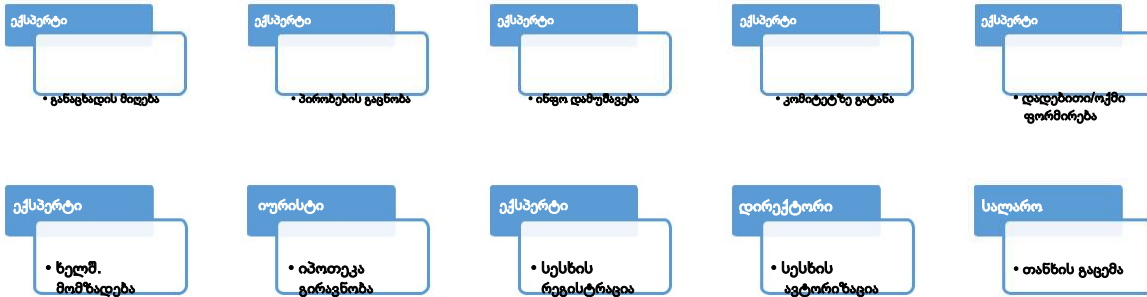 ექსპერტი
• განაცხადის მიღება
ექსპერტი
• პირობების გაცნობა
ექსპერტი
• ინფო დამუშავება
ექსპერტი
• კომიტეტზე გატანა
ექსპერტი
• დადებითი/ოქმი
ფორმირება
ექსპერტი
• ხელშ.
მომზადება
იურისტი
• იპოთეკა
გირავნობა
ექსპერტი
• სესხის
რეგისტრაცია
დირექტორი
• სესხის
ავტორიზაცია
სალარო
• თანხის გაცემა